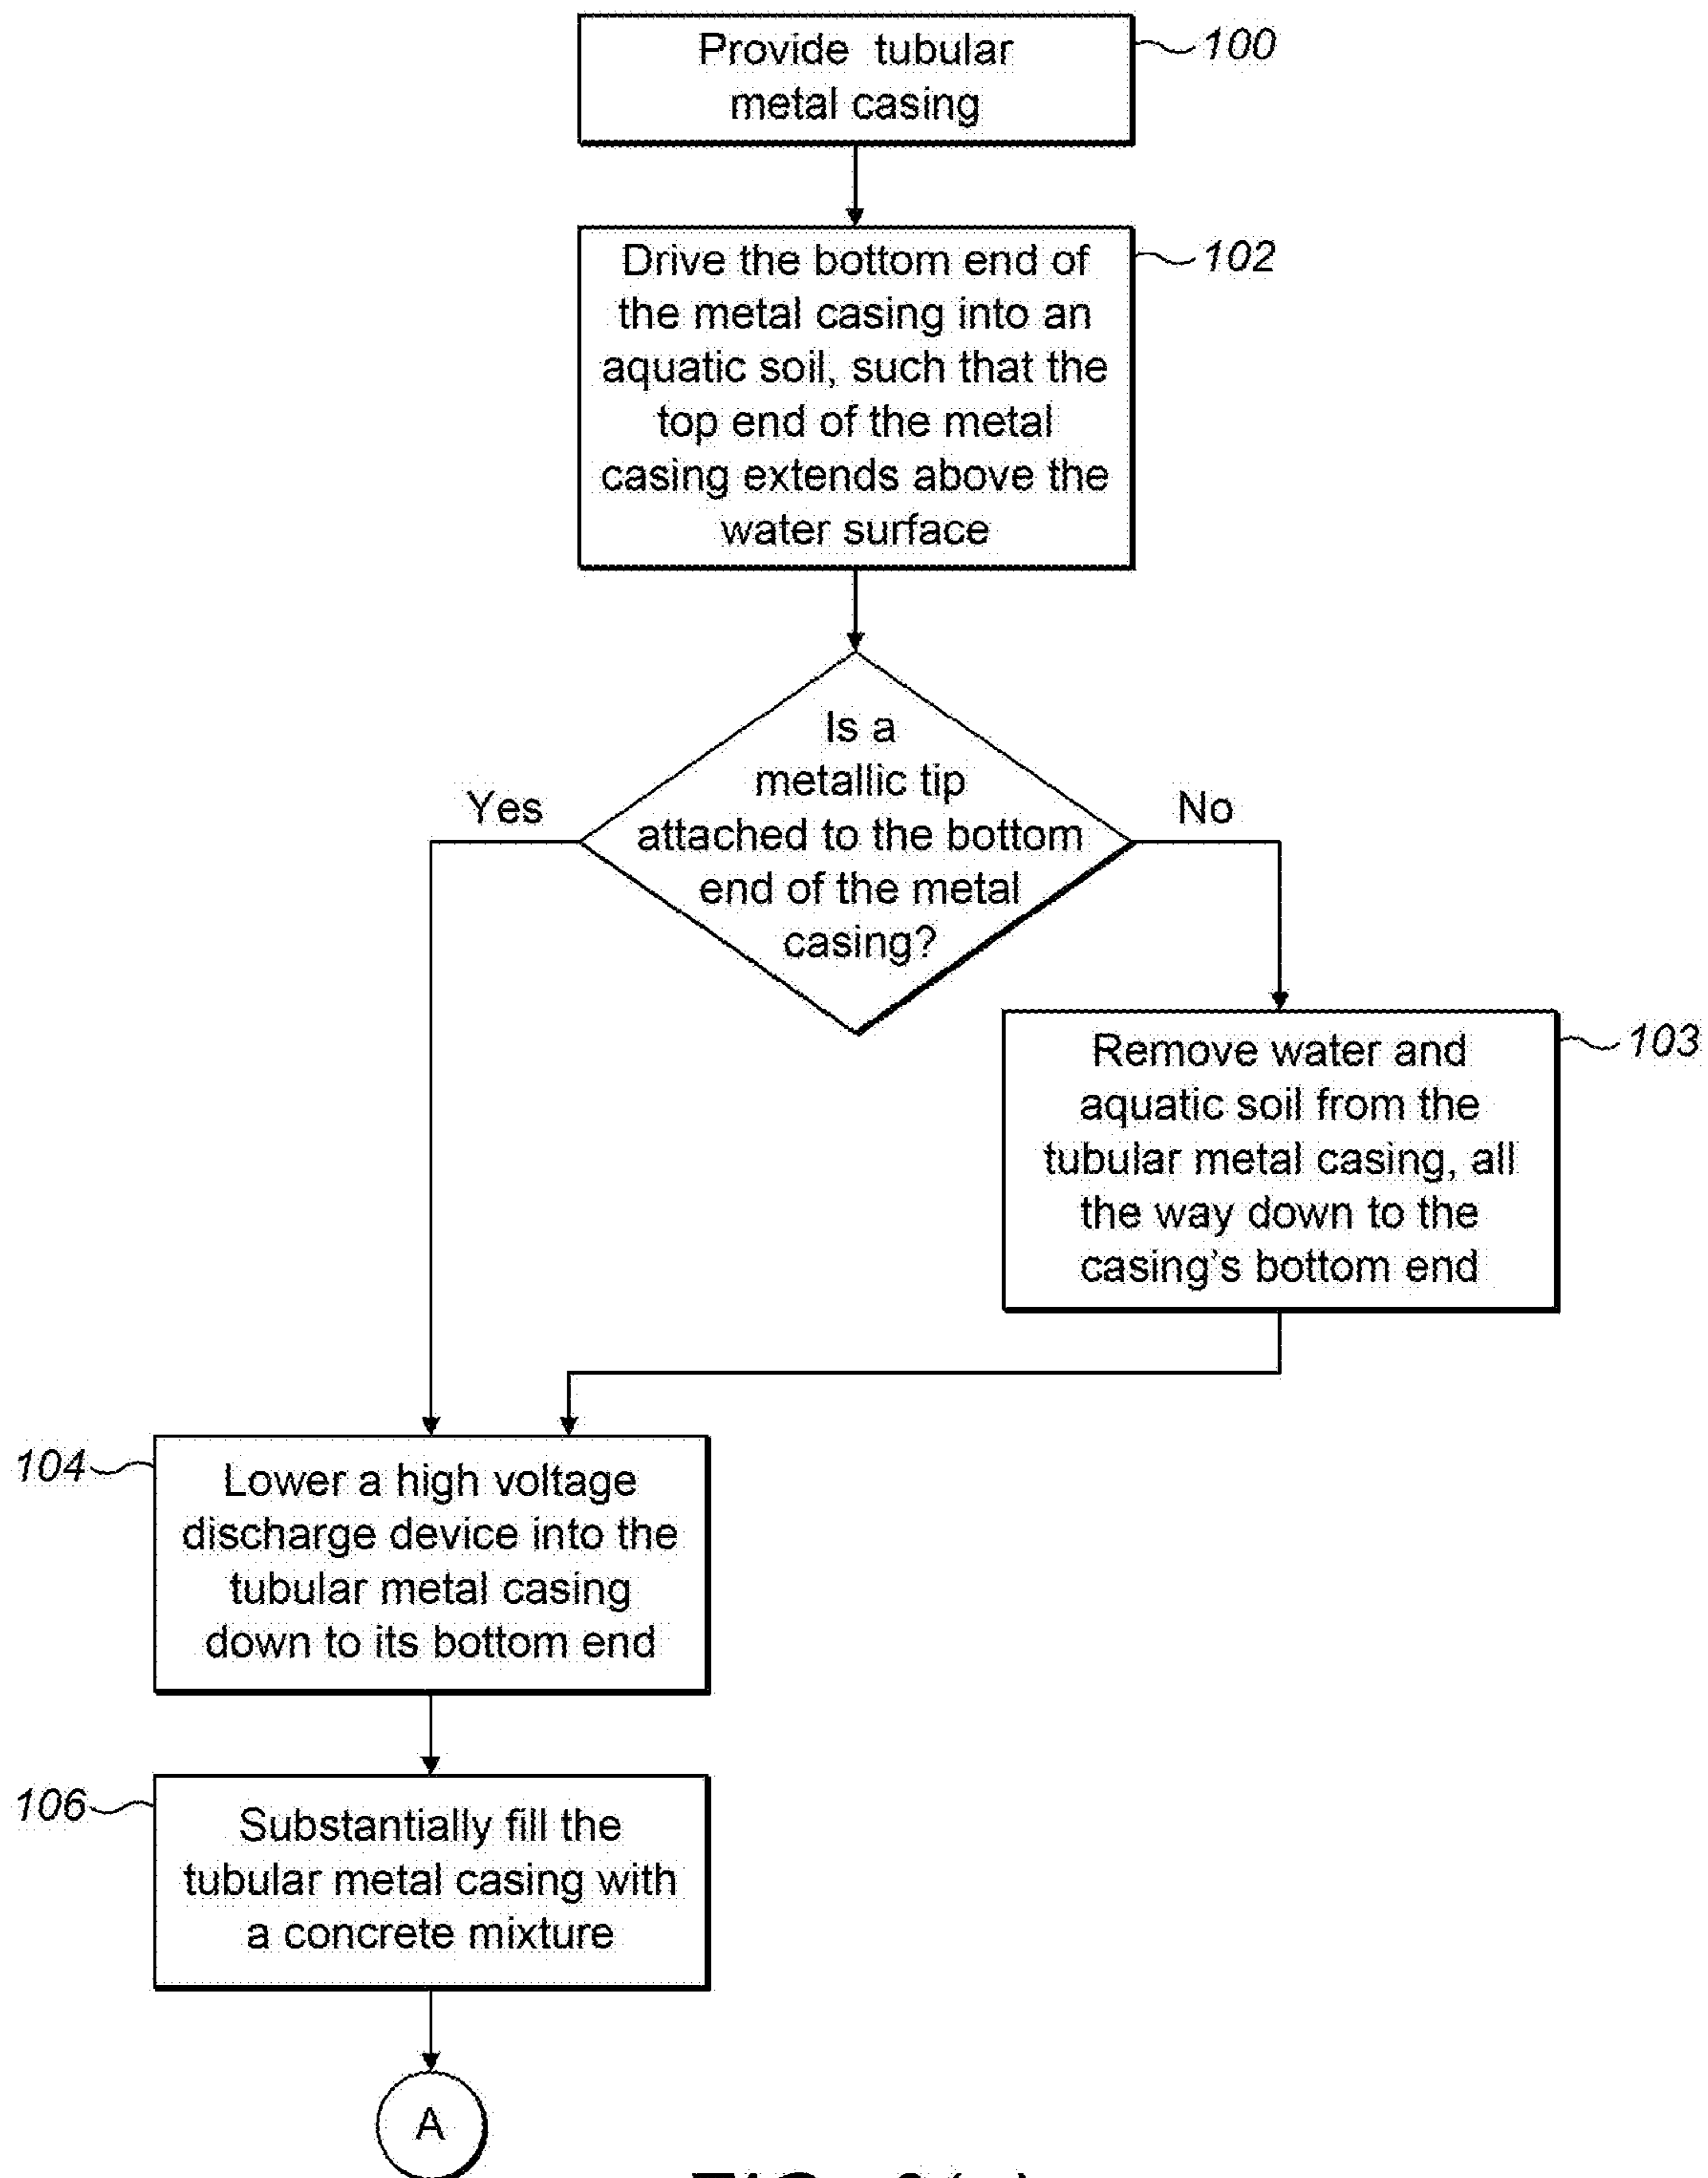 Provide tubular
metal casing
100
Drive the bottom end of
the metal casing into an
aquatic soil, such that the
top end of the metal
casing extends above the
water surface
102
Is a
metallic tip
attached to the bottom
end of the metal
casing?
Yes
No
Remove water and
aquatic soil from the
tubular metal casing, all
the way down to the
casing's bottom end
103
104
Lower a high voltage
discharge device into the
tubular metal casing
down to its bottom end
106
Substantially fill the
tubular metal casing with
a concrete mixture
A